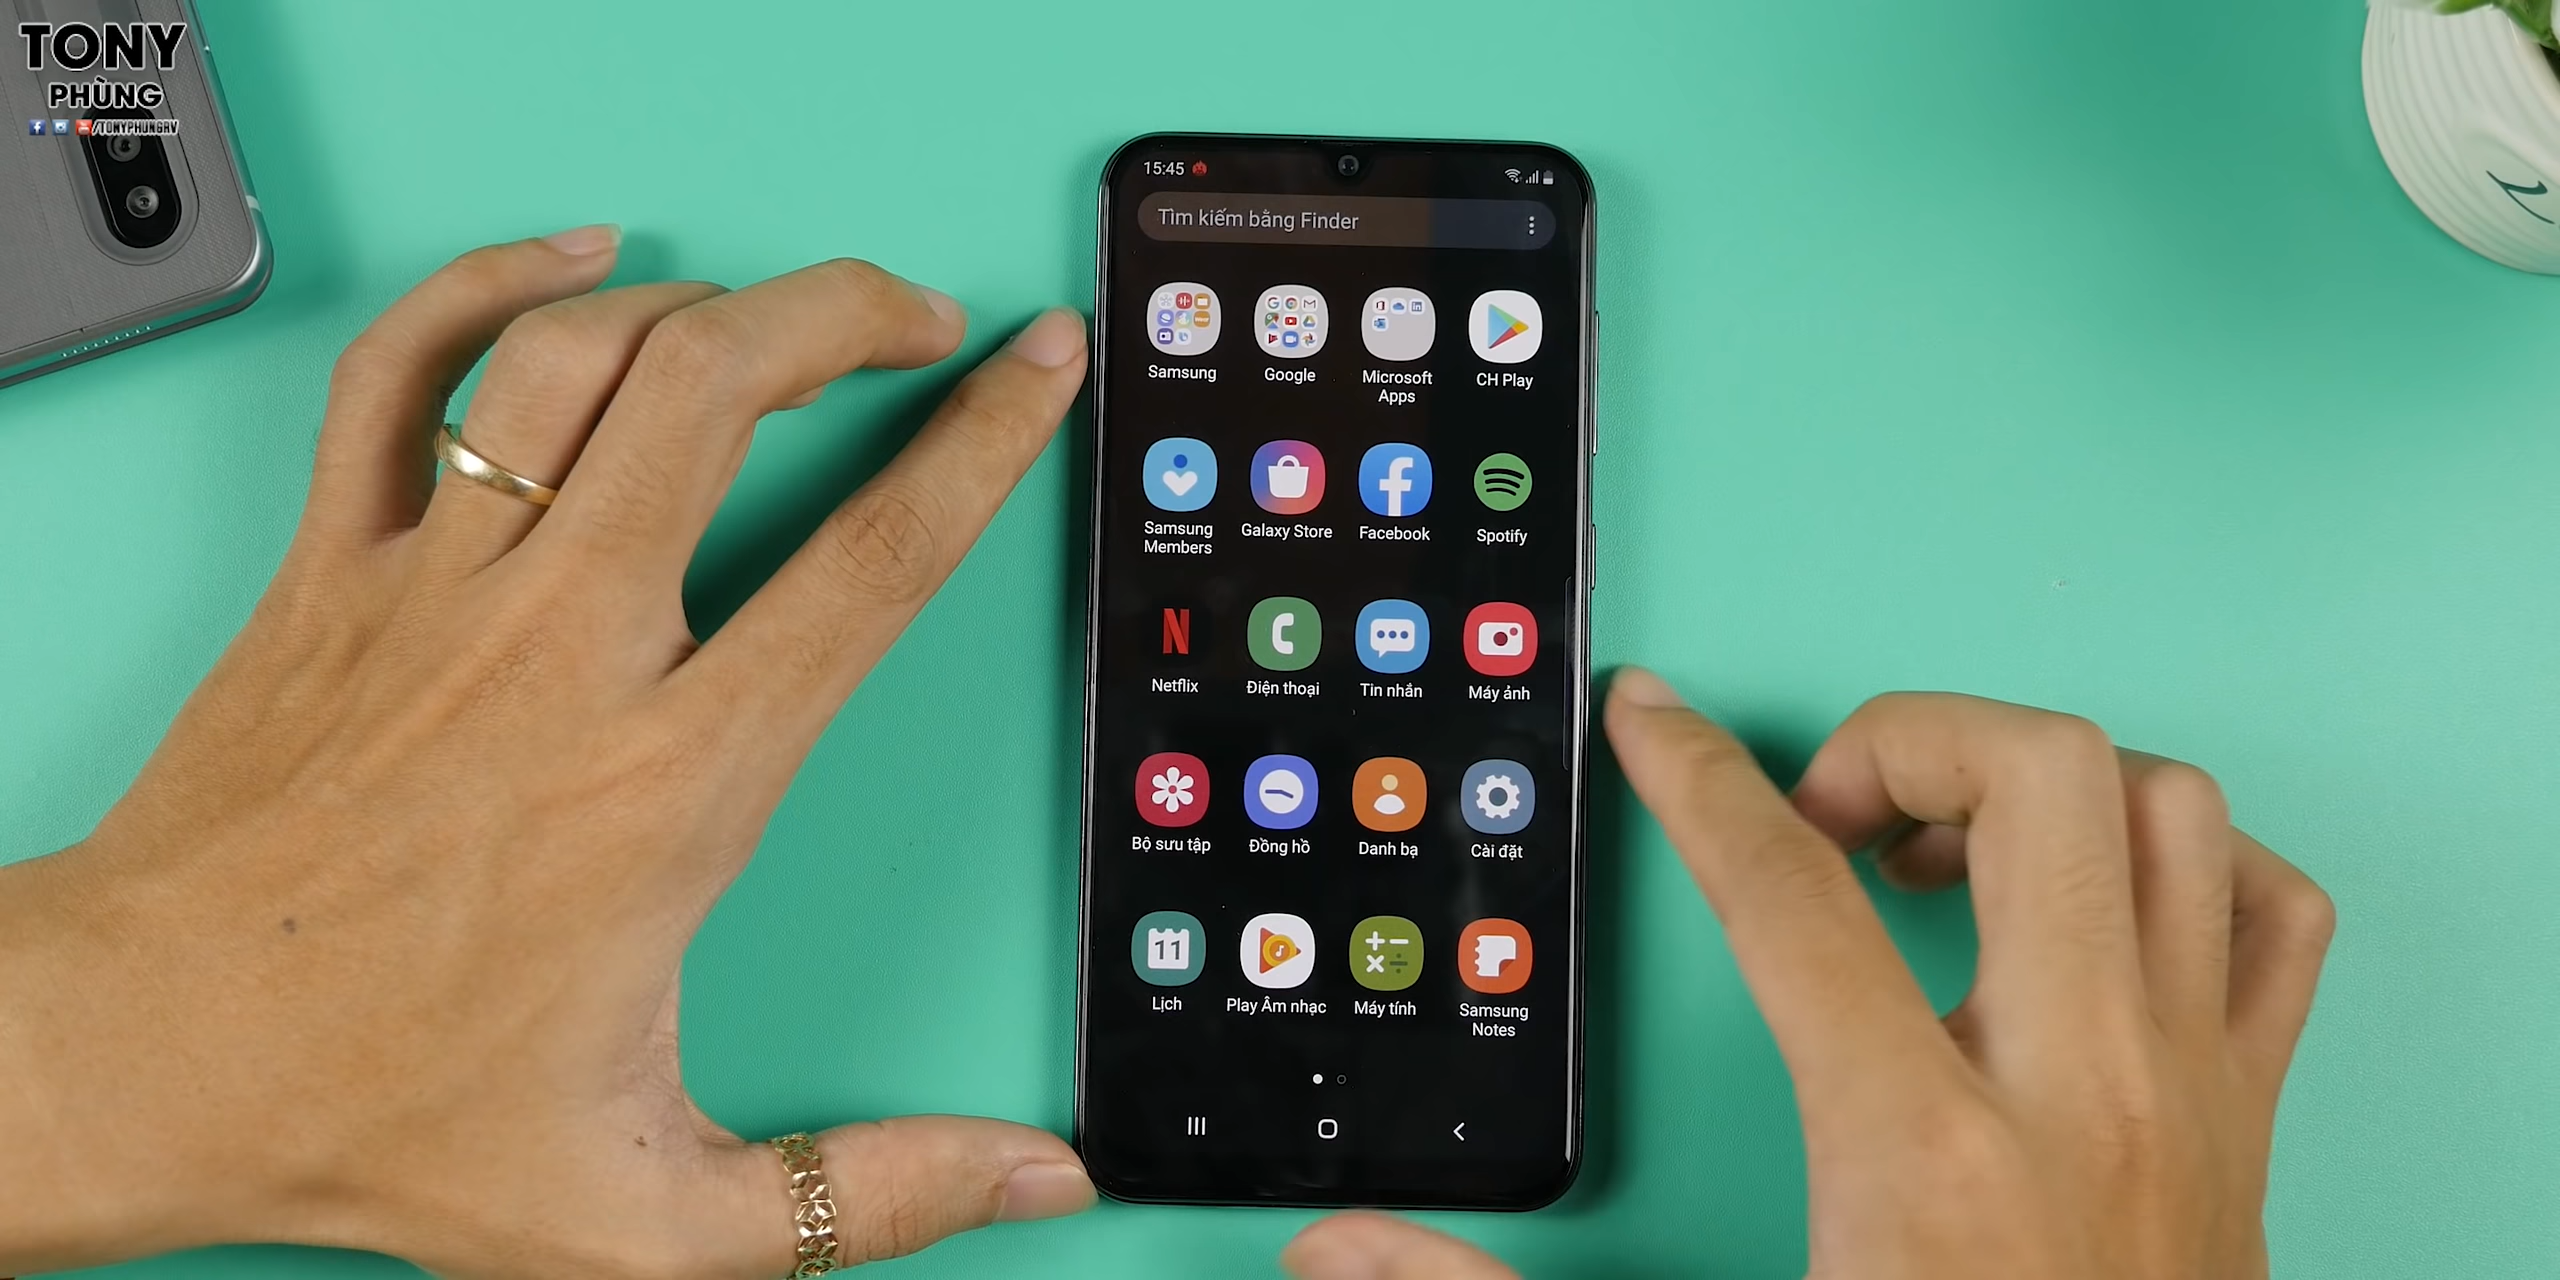 TONY
PHÙNG
/TONYPHUNGRV
15:45
Tìm kiếm bằng Finder
Samsung
Google
Microsoft
Apps
CH Play
Samsung
Members
Galaxy Store
Facebook
Spotify
Netflix
Điện thoại
Tin nhắn
Máy ảnh
Bộ sưu tập
Đồng hồ
Danh bạ
Cài đặt
11
Lịch
Play Âm nhạc
Máy tính
Samsung
Notes